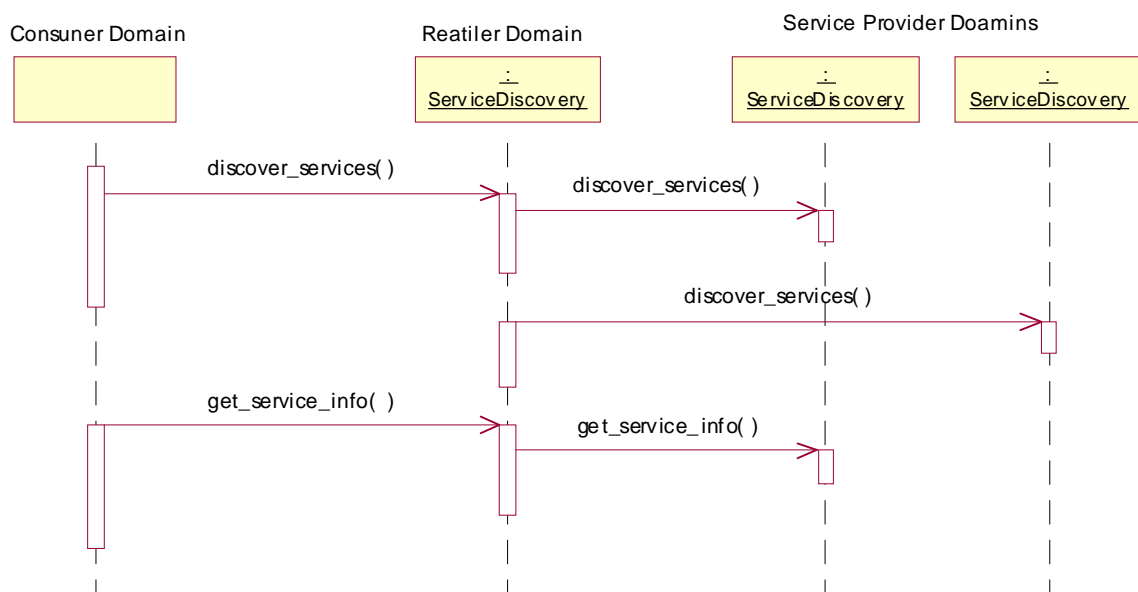 Consuner Domain
Reatiler Domain
Service Provider Doamins
:
ServiceDiscovery
:
ServiceDiscovery
:
ServiceDiscovery
discover_services( )
discover_services( )
discover_services( )
get_service_info( )
get_service_info( )